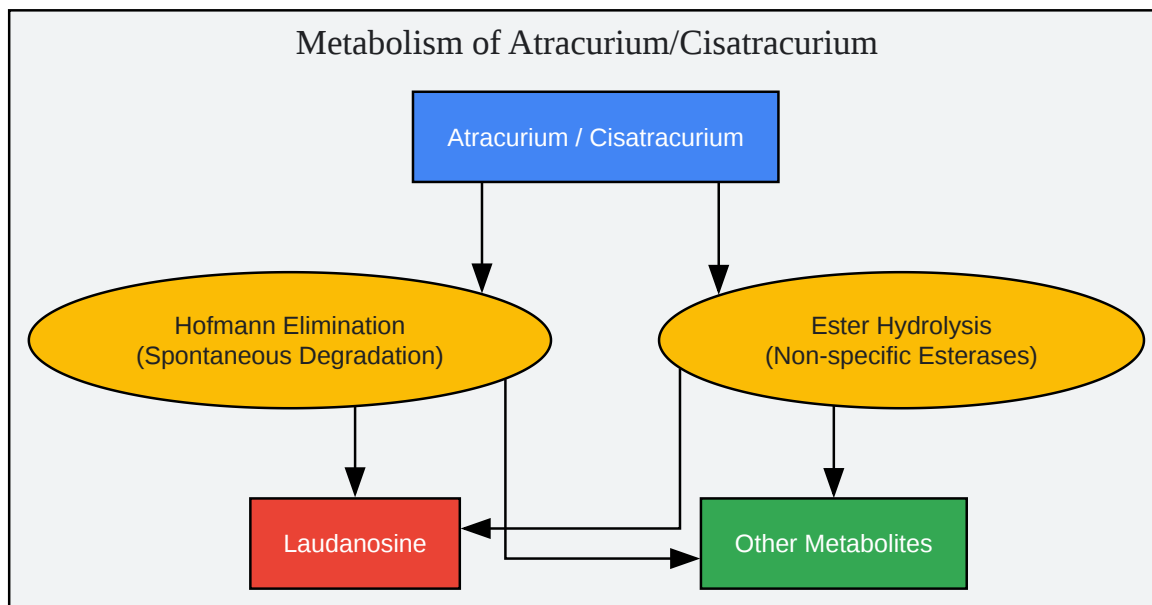 Metabolism of Atracurium/Cisatracurium
Atracurium / Cisatracurium
Hofmann Elimination
(Spontaneous Degradation)
Ester Hydrolysis
(Non-specific Esterases)
Laudanosine
Other Metabolites